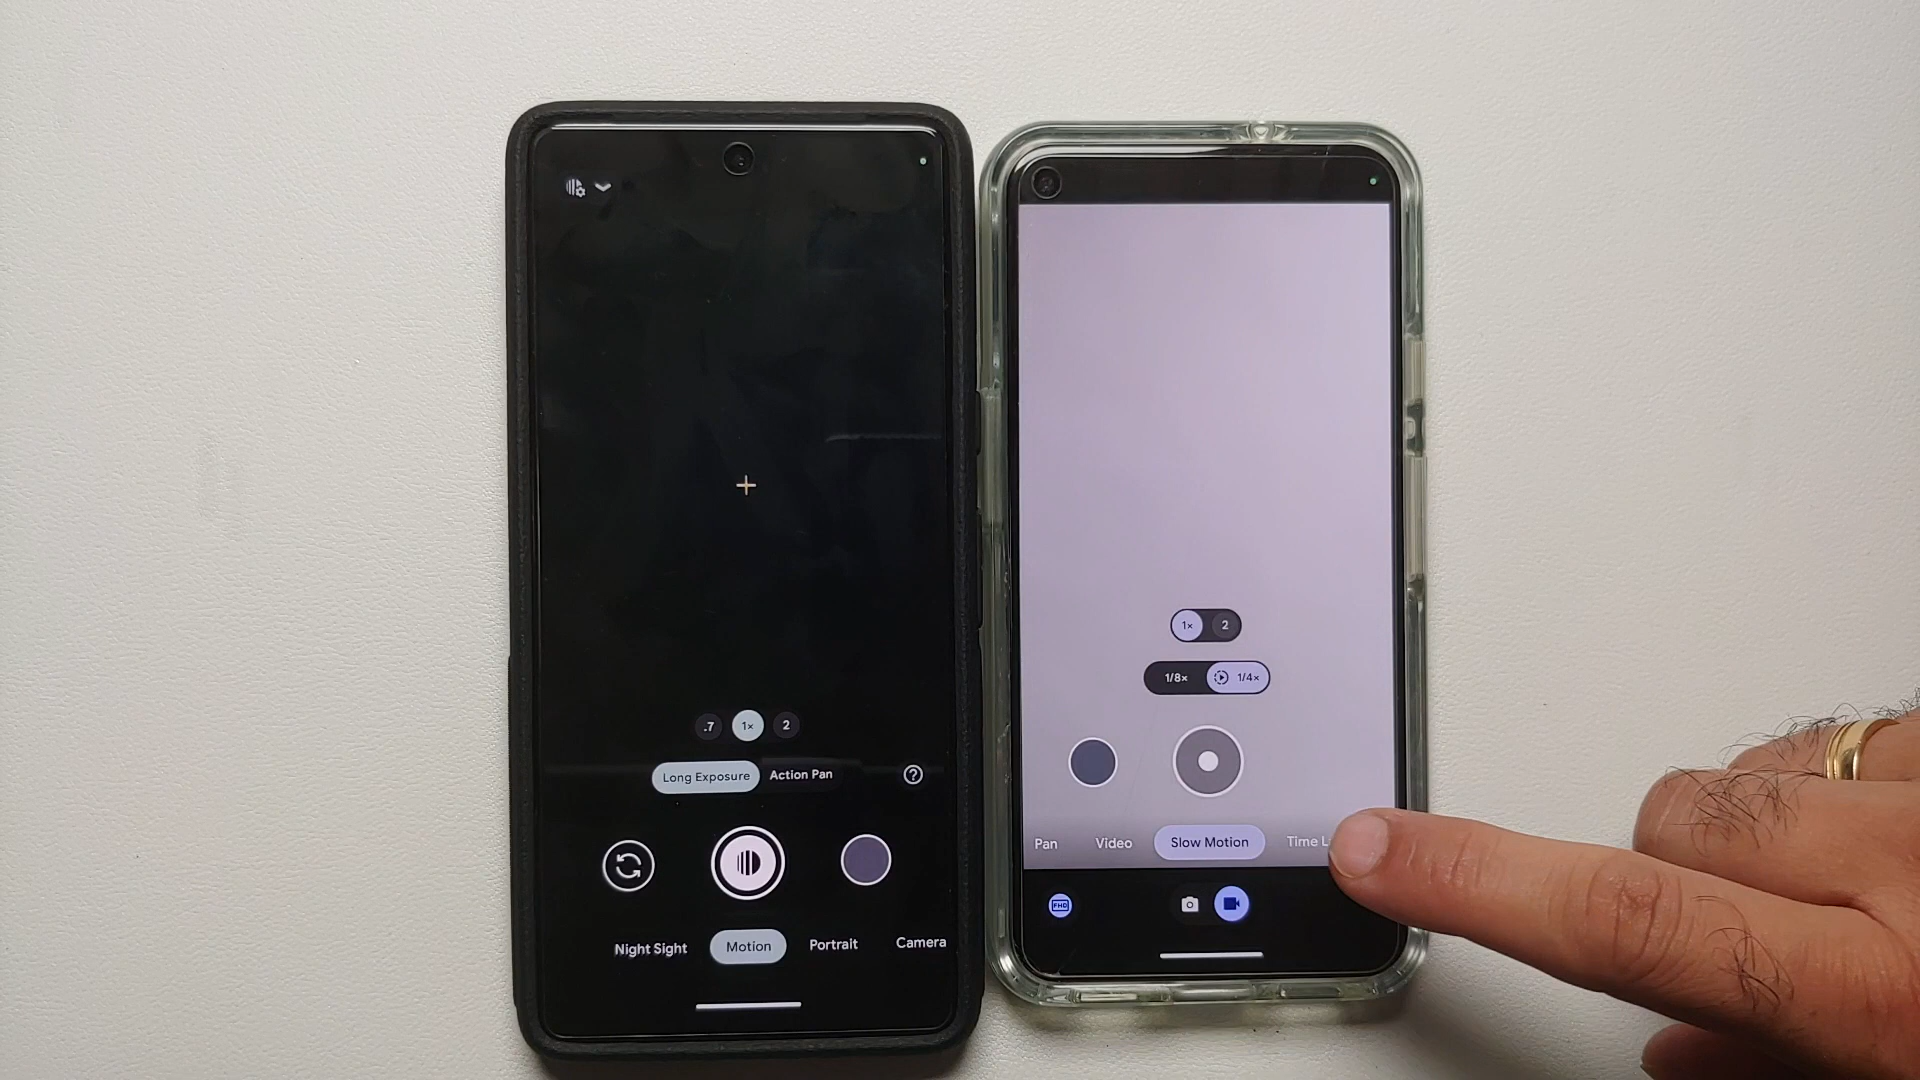 .7 1× 2
Long Exposure Action Pan ?
Night Sight Motion Portrait Camera
1× 2
1/8× 1/4×
Pan Video Slow Motion Time L
FHD